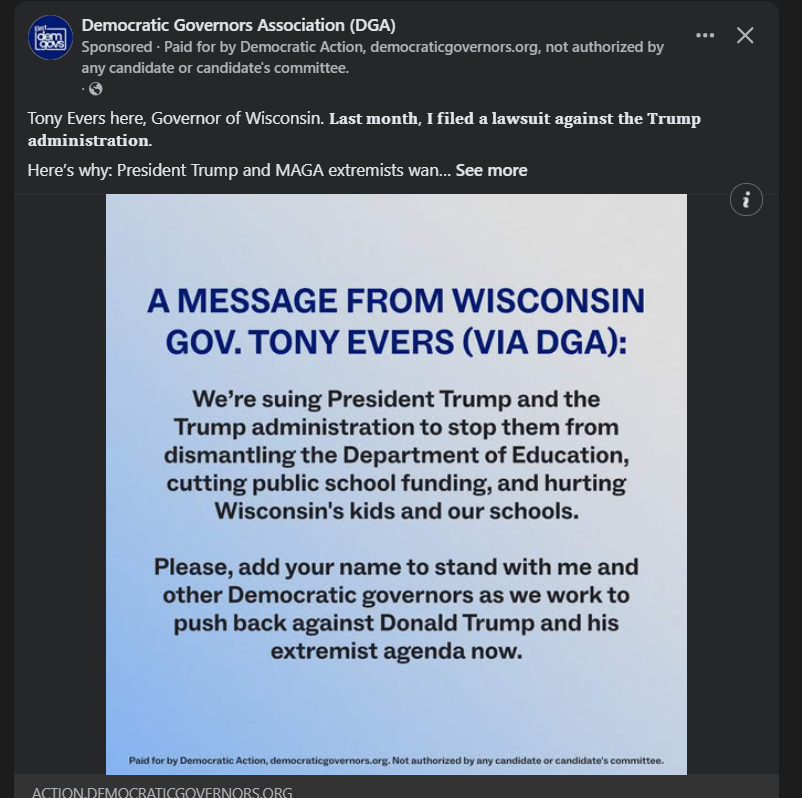 Democratic Governors Association (DGA)
Sponsored · Paid for by Democratic Action, democraticgovernors.org, not authorized by
any candidate or candidate's committee.
Tony Evers here, Governor of Wisconsin. Last month, I filed a lawsuit against the Trump
administration.
Here’s why: President Trump and MAGA extremists wan... See more
A MESSAGE FROM WISCONSIN
GOV. TONY EVERS (VIA DGA):
We’re suing President Trump and the
Trump administration to stop them from
dismantling the Department of Education,
cutting public school funding, and hurting
Wisconsin's kids and our schools.
Please, add your name to stand with me and
other Democratic governors as we work to
push back against Donald Trump and his
extremist agenda now.
Paid for by Democratic Action, democraticgovernors.org. Not authorized by any candidate or candidate's committee.
ACTION.DEMOCRATICGOVERNORS.ORG